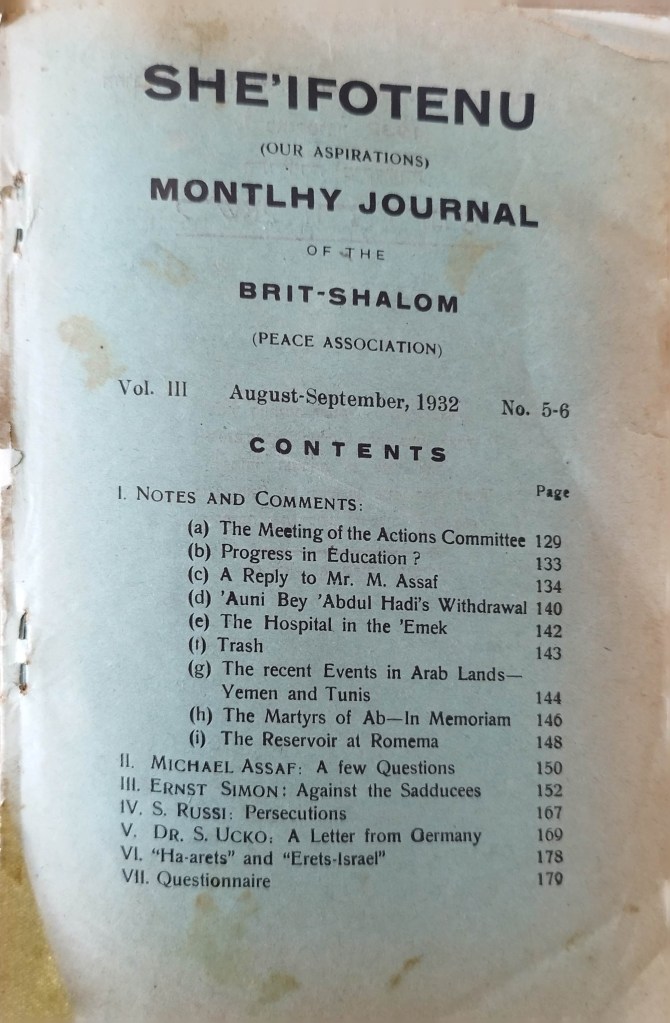 SHE'IFOTENU
(OUR ASPIRATIONS)
MONTLHY JOURNAL
OF THE
BRIT-SHALOM
(PEACE ASSOCIATION)
Vol. III August-September, 1932 No. 5-6
CONTENTS
Page
I. NOTES AND COMMENTS:
(a) The Meeting of the Actions Committee 129
(b) Progress in Education ? 133
(c) A Reply to Mr. M. Assaf 134
(d) 'Auni Bey 'Abdul Hadi's Withdrawal 140
(e) The Hospital in the 'Emek 142
(f) Trash 143
(g) The recent Events in Arab Lands—
Yemen and Tunis 144
(h) The Martyrs of Ab—In Memoriam 146
(i) The Reservoir at Romema 148
II. MICHAEL ASSAF: A few Questions 150
III. ERNST SIMON: Against the Sadducees 152
IV. S. RUSSI: Persecutions 167
V. DR. S. UCKO: A Letter from Germany 169
VI. "Ha-arets" and "Erets-Israel" 178
VII. Questionnaire 179